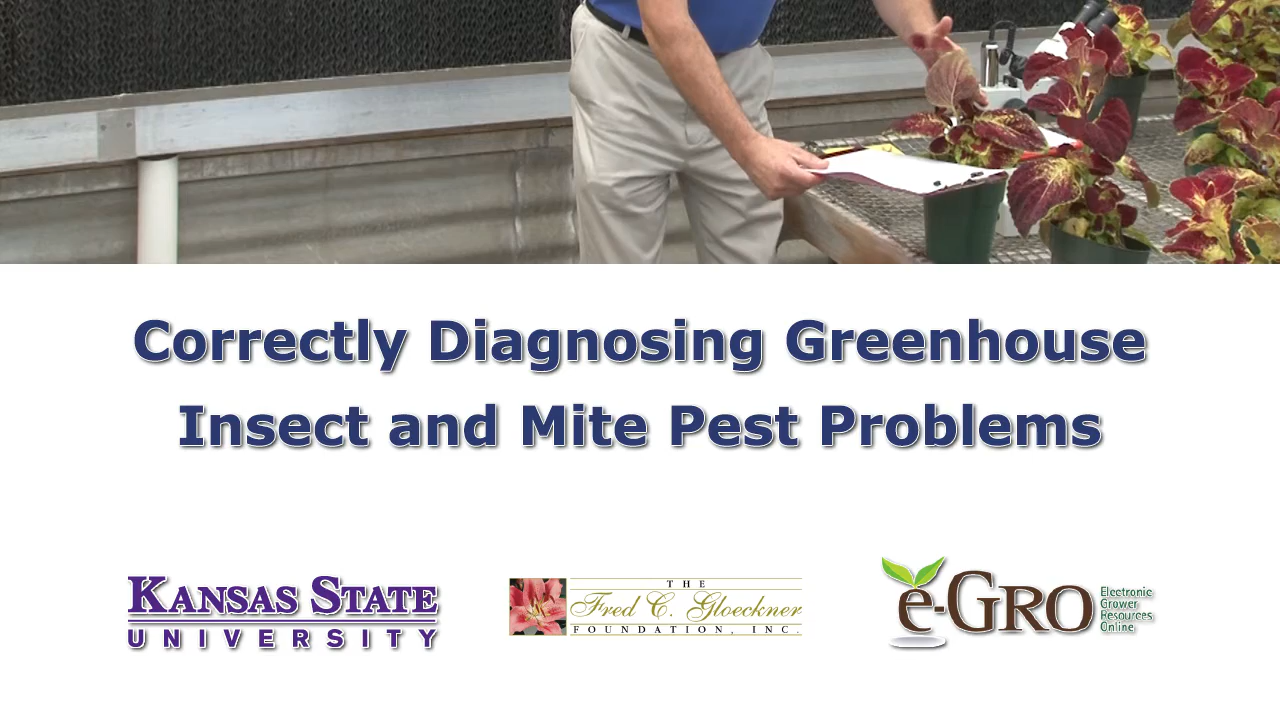 Correctly Diagnosing Greenhouse
Insect and Mite Pest Problems
KANSAS STATE
UNIVERSITY
THE
Fred C. Gloeckner
FOUNDATION, INC.
e-GRO
Electronic
Grower
Resources
Online